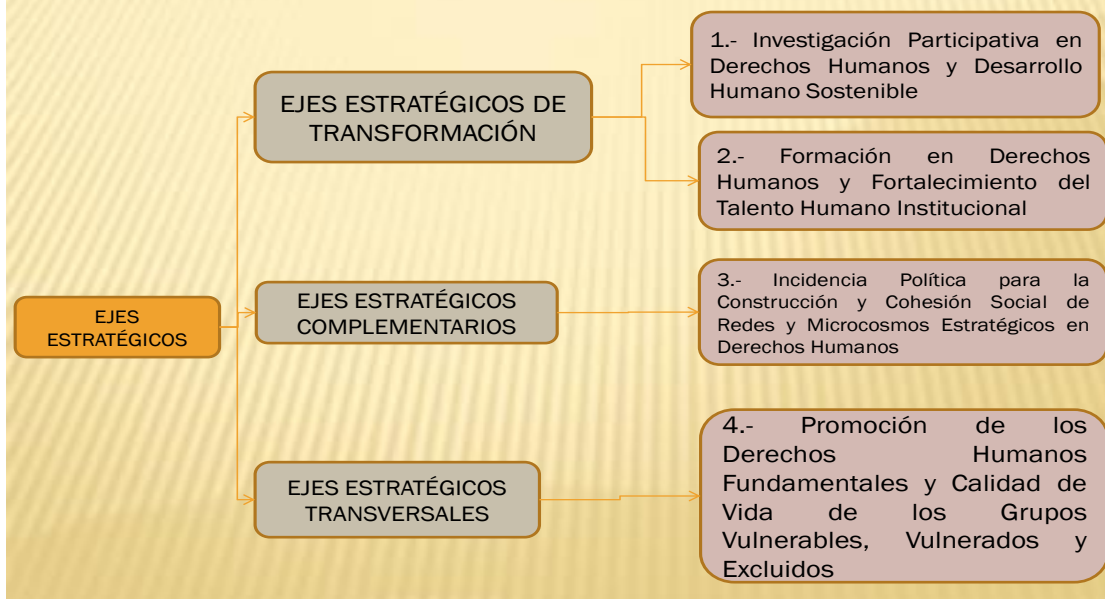 EJES
ESTRATÉGICOS
EJES ESTRATÉGICOS DE
TRANSFORMACIÓN
1.- Investigación Participativa en
Derechos Humanos y Desarrollo
Humano Sostenible
2.- Formación en Derechos
Humanos y Fortalecimiento del
Talento Humano Institucional
EJES ESTRATÉGICOS
COMPLEMENTARIOS
3.- Incidencia Política para la
Construcción y Cohesión Social de
Redes y Microcosmos Estratégicos en
Derechos Humanos
EJES ESTRATÉGICOS
TRANSVERSALES
4.- Promoción de los
Derechos Humanos
Fundamentales y Calidad de
Vida de los Grupos
Vulnerables, Vulnerados y
Excluidos